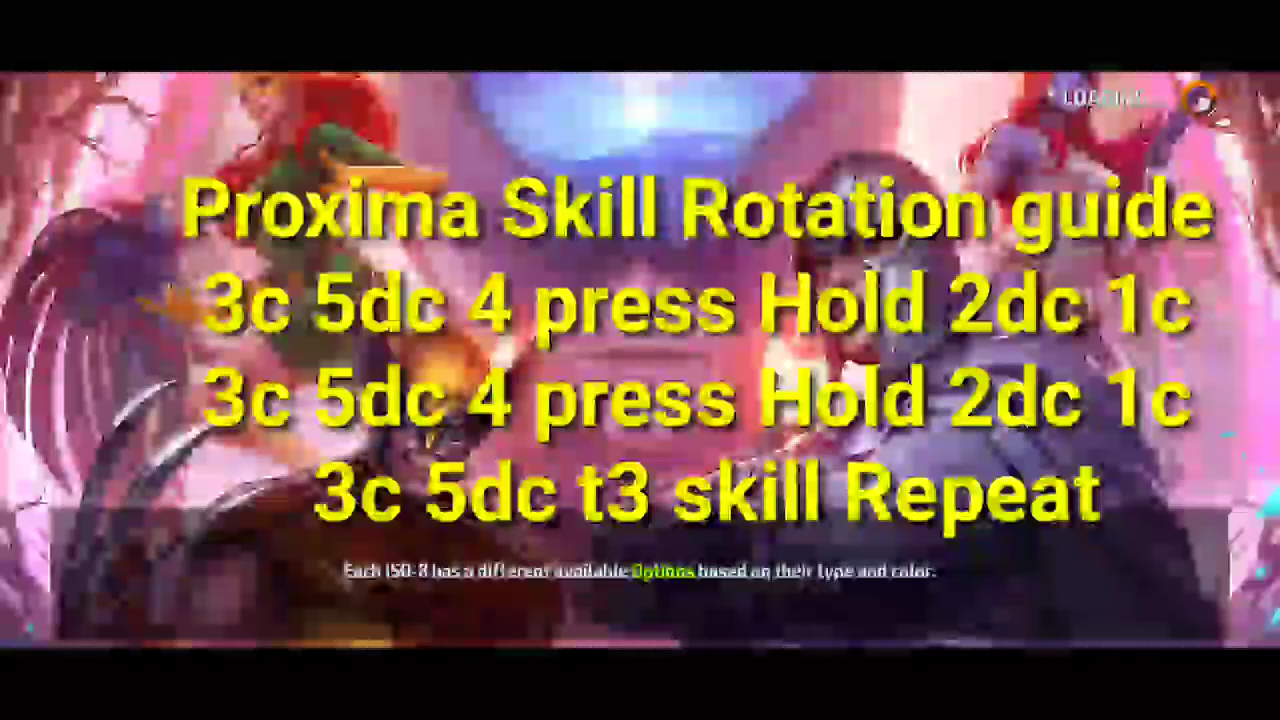 LOADING...
Proxima Skill Rotation guide
3c 5dc 4 press Hold 2dc 1c
3c 5dc 4 press Hold 2dc 1c
3c 5dc t3 skill Repeat
Each ISO-8 has a different available Options based on their type and color.